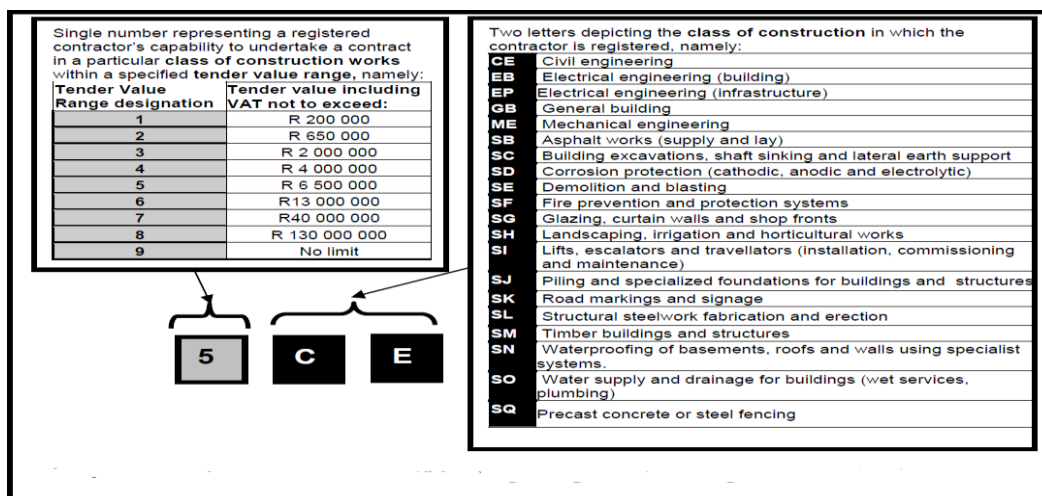 Single number representing a registered
contractor's capability to undertake a contract
in a particular class of construction works
within a specified tender value range, namely:
Tender Value Tender value including
Range designation VAT not to exceed:
1 R 200 000
2 R 650 000
3 R 2 000 000
4 R 4 000 000
5 R 6 500 000
6 R13 000 000
7 R40 000 000
8 R 130 000 000
9 No limit
Two letters depicting the class of construction in which the
contractor is registered, namely:
CE Civil engineering
EB Electrical engineering (building)
EP Electrical engineering (infrastructure)
GB General building
ME Mechanical engineering
SB Asphalt works (supply and lay)
SC Building excavations, shaft sinking and lateral earth support
SD Corrosion protection (cathodic, anodic and electrolytic)
SE Demolition and blasting
SF Fire prevention and protection systems
SG Glazing, curtain walls and shop fronts
SH Landscaping, irrigation and horticultural works
SI Lifts, escalators and travellators (installation, commissioning
and maintenance)
SJ Piling and specialized foundations for buildings and structures
SK Road markings and signage
SL Structural steelwork fabrication and erection
SM Timber buildings and structures
SN Waterproofing of basements, roofs and walls using specialist
systems.
SO Water supply and drainage for buildings (wet services,
plumbing)
SQ Precast concrete or steel fencing
5 C E